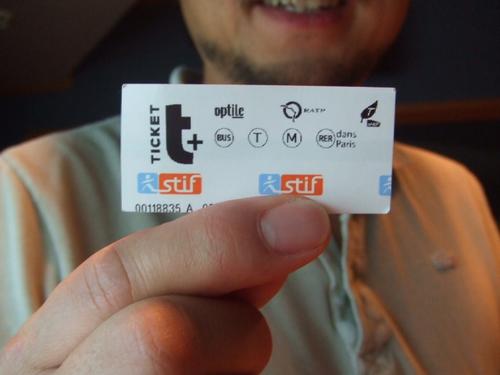 TICKET t+
optile RATP
BUS T M RER dans Paris
stif stif
00118835 A